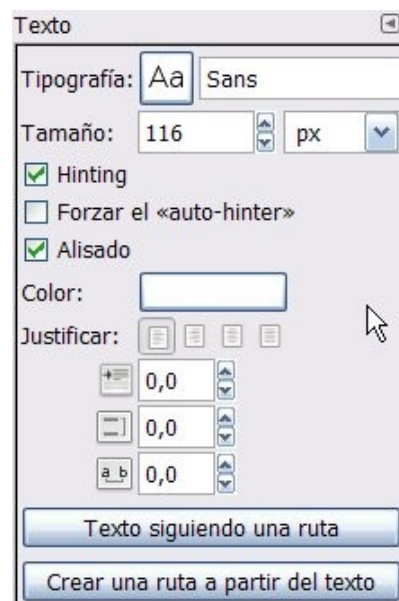 Texto
Tipografía: Aa Sans
Tamaño: 116 px
Hinting
Forzar el «auto-hinter»
Alisado
Color:
Justificar:
0,0
0,0
a b 0,0
Texto siguiendo una ruta
Crear una ruta a partir del texto